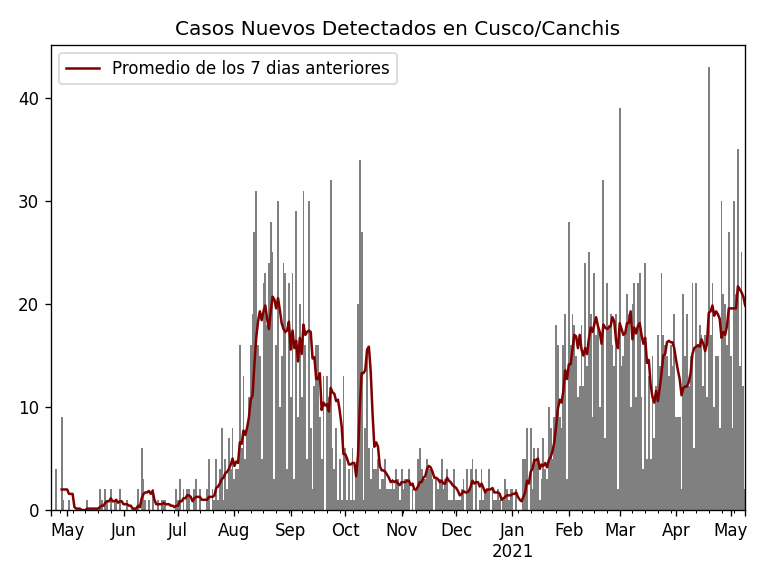 Casos Nuevos Detectados en Cusco/Canchis
Promedio de los 7 dias anteriores
40
30
20
10
0
May Jun Jul Aug Sep Oct Nov Dec Jan Feb Mar Apr May
2021